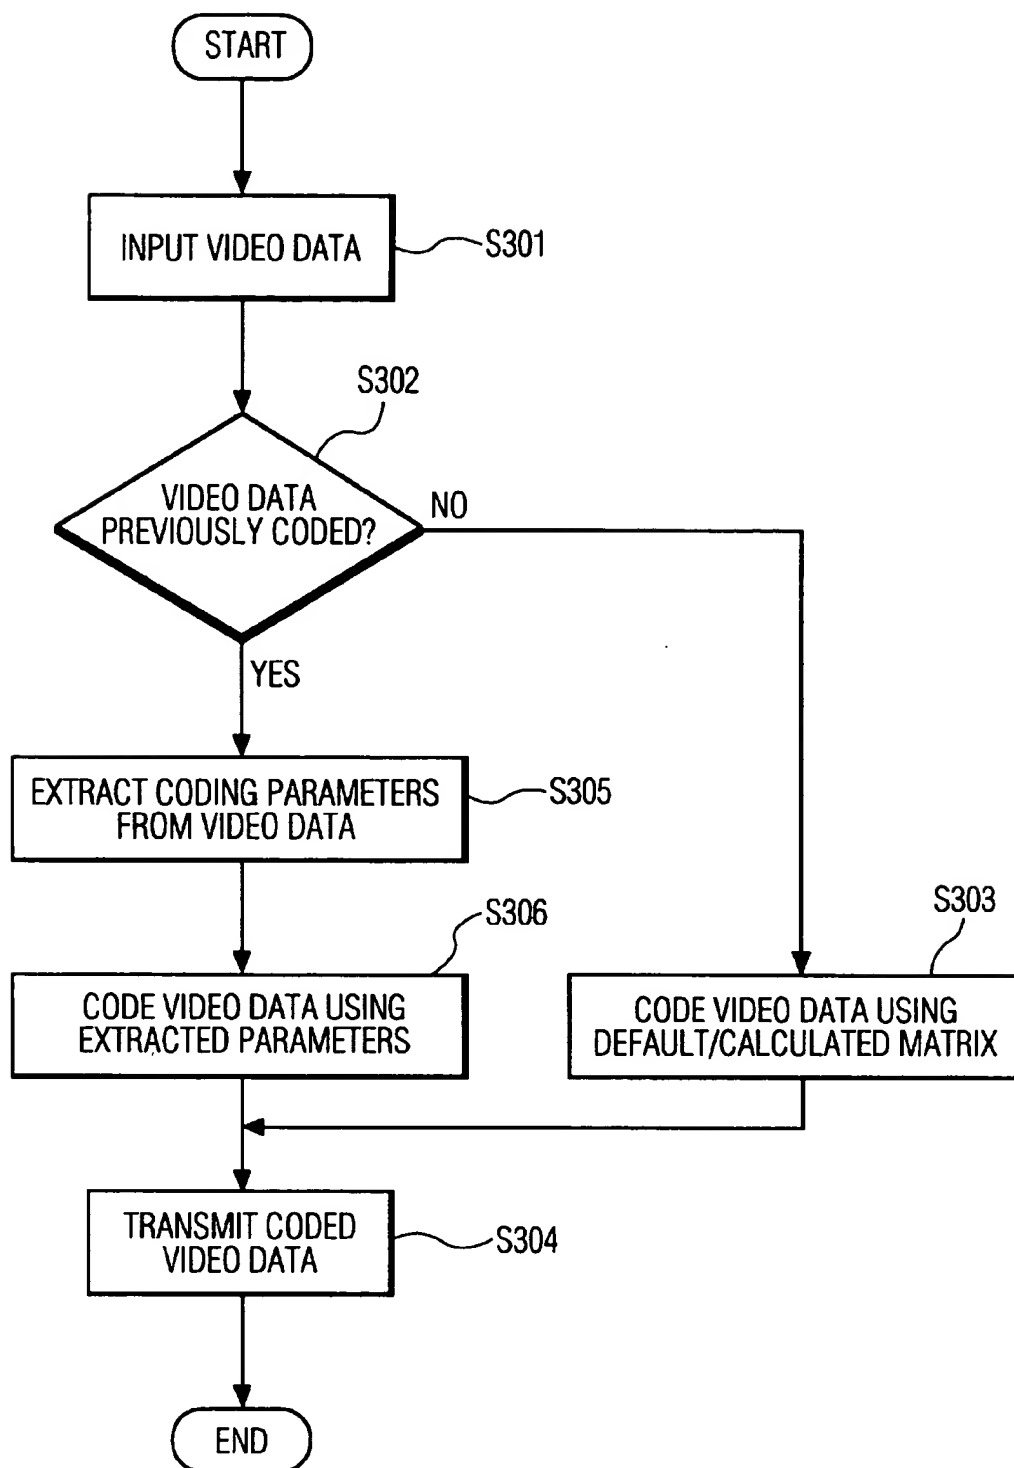 START
INPUT VIDEO DATA
S301
S302
VIDEO DATA
PREVIOUSLY CODED?
NO
YES
EXTRACT CODING PARAMETERS
FROM VIDEO DATA
S305
S306
CODE VIDEO DATA USING
EXTRACTED PARAMETERS
S303
CODE VIDEO DATA USING
DEFAULT/CALCULATED MATRIX
TRANSMIT CODED
VIDEO DATA
S304
END